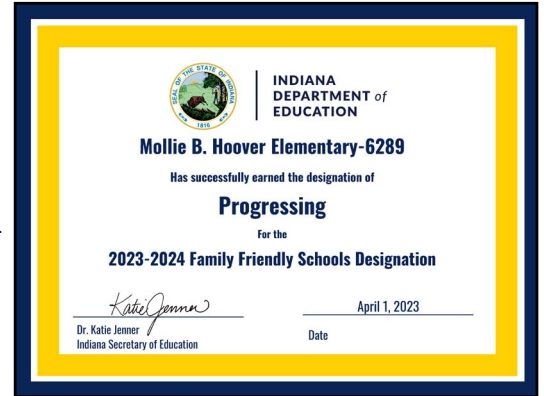 SEAL OF THE STATE OF INDIANA
1816
INDIANA
DEPARTMENT of
EDUCATION
Mollie B. Hoover Elementary-6289
Has successfully earned the designation of
Progressing
For the
2023-2024 Family Friendly Schools Designation
Katie Jenner
April 1, 2023
Dr. Katie Jenner
Date
Indiana Secretary of Education